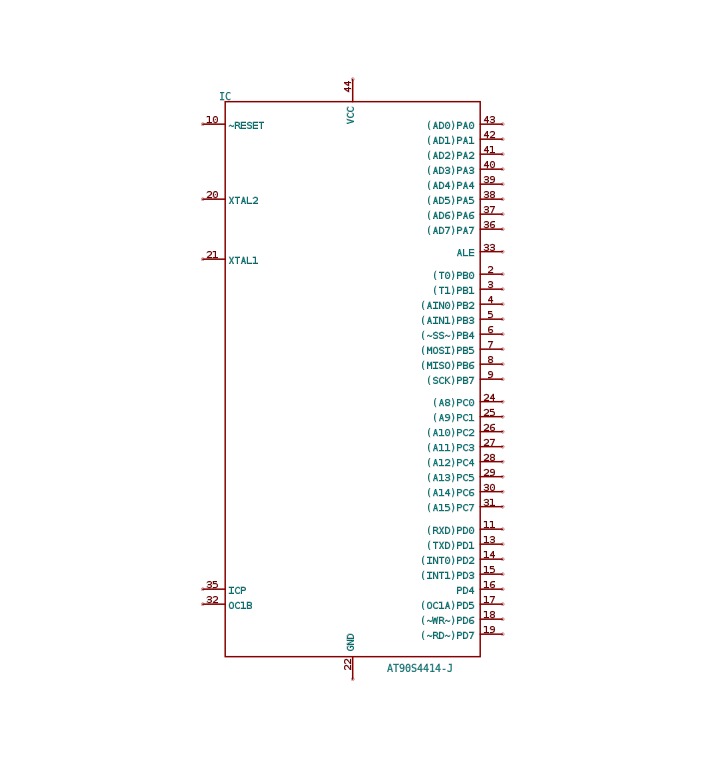 IC
44
VCC
10 ~RESET
20 XTAL2
21 XTAL1
35 ICP
32 OC1B
(AD0)PA0 43
(AD1)PA1 42
(AD2)PA2 41
(AD3)PA3 40
(AD4)PA4 39
(AD5)PA5 38
(AD6)PA6 37
(AD7)PA7 36
ALE 33
(T0)PB0 2
(T1)PB1 3
(AIN0)PB2 4
(AIN1)PB3 5
(~SS~)PB4 6
(MOSI)PB5 7
(MISO)PB6 8
(SCK)PB7 9
(A8)PC0 24
(A9)PC1 25
(A10)PC2 26
(A11)PC3 27
(A12)PC4 28
(A13)PC5 29
(A14)PC6 30
(A15)PC7 31
(RXD)PD0 11
(TXD)PD1 13
(INT0)PD2 14
(INT1)PD3 15
PD4 16
(OC1A)PD5 17
(~WR~)PD6 18
(~RD~)PD7 19
GND
22
AT90S4414-J